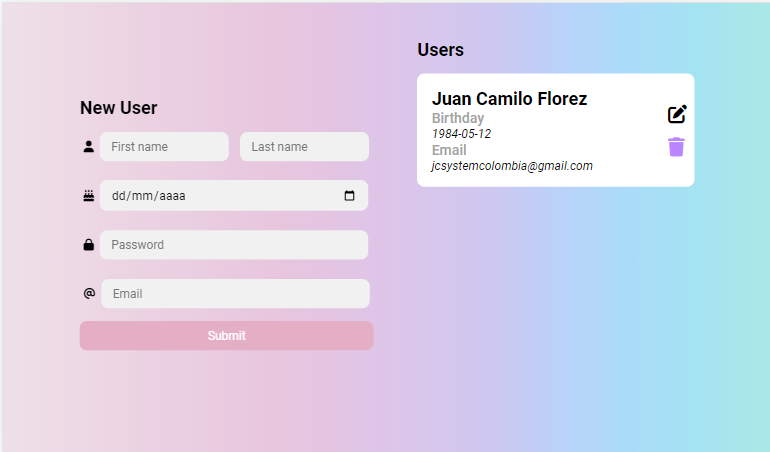 New User
First name Last name
dd/mm/aaaa
Password
Email
Submit
Users
Juan Camilo Florez
Birthday
1984-05-12
Email
jcsystemcolombia@gmail.com